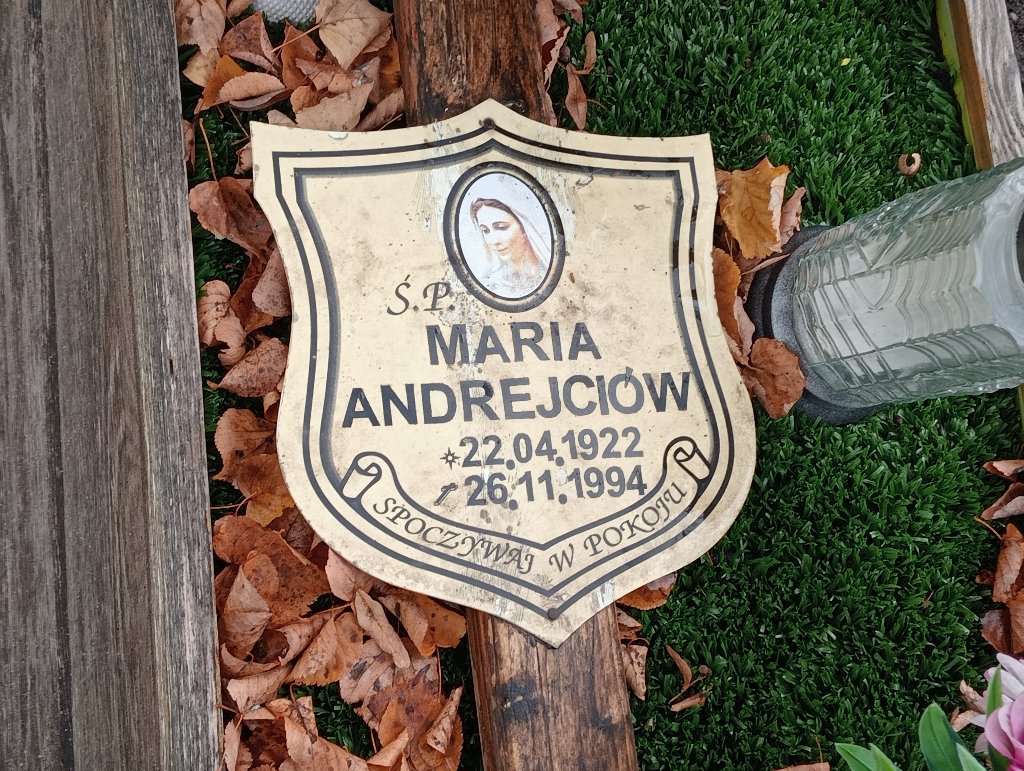 Ś.P.
MARIA
ANDREJCIÓW
22.04.1922
26.11.1994
SPOCZYWAJ W POKOJU